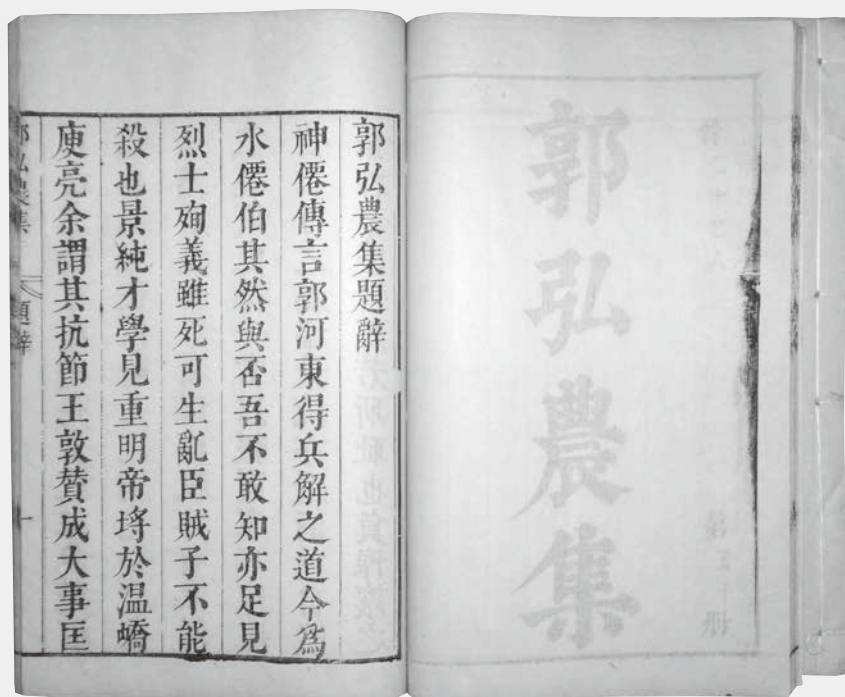 郭弘農集
郭弘農集題辭
神僊傳言郭河東得兵解之道今爲
水僊伯其然與否吾不敢知亦足見
烈士殉義雖死可生亂臣賊子不能
殺也景純才學見重明帝埒於温嶠
庾亮余謂其抗節王敦贊成大事匡
郭弘農集
題辭
一